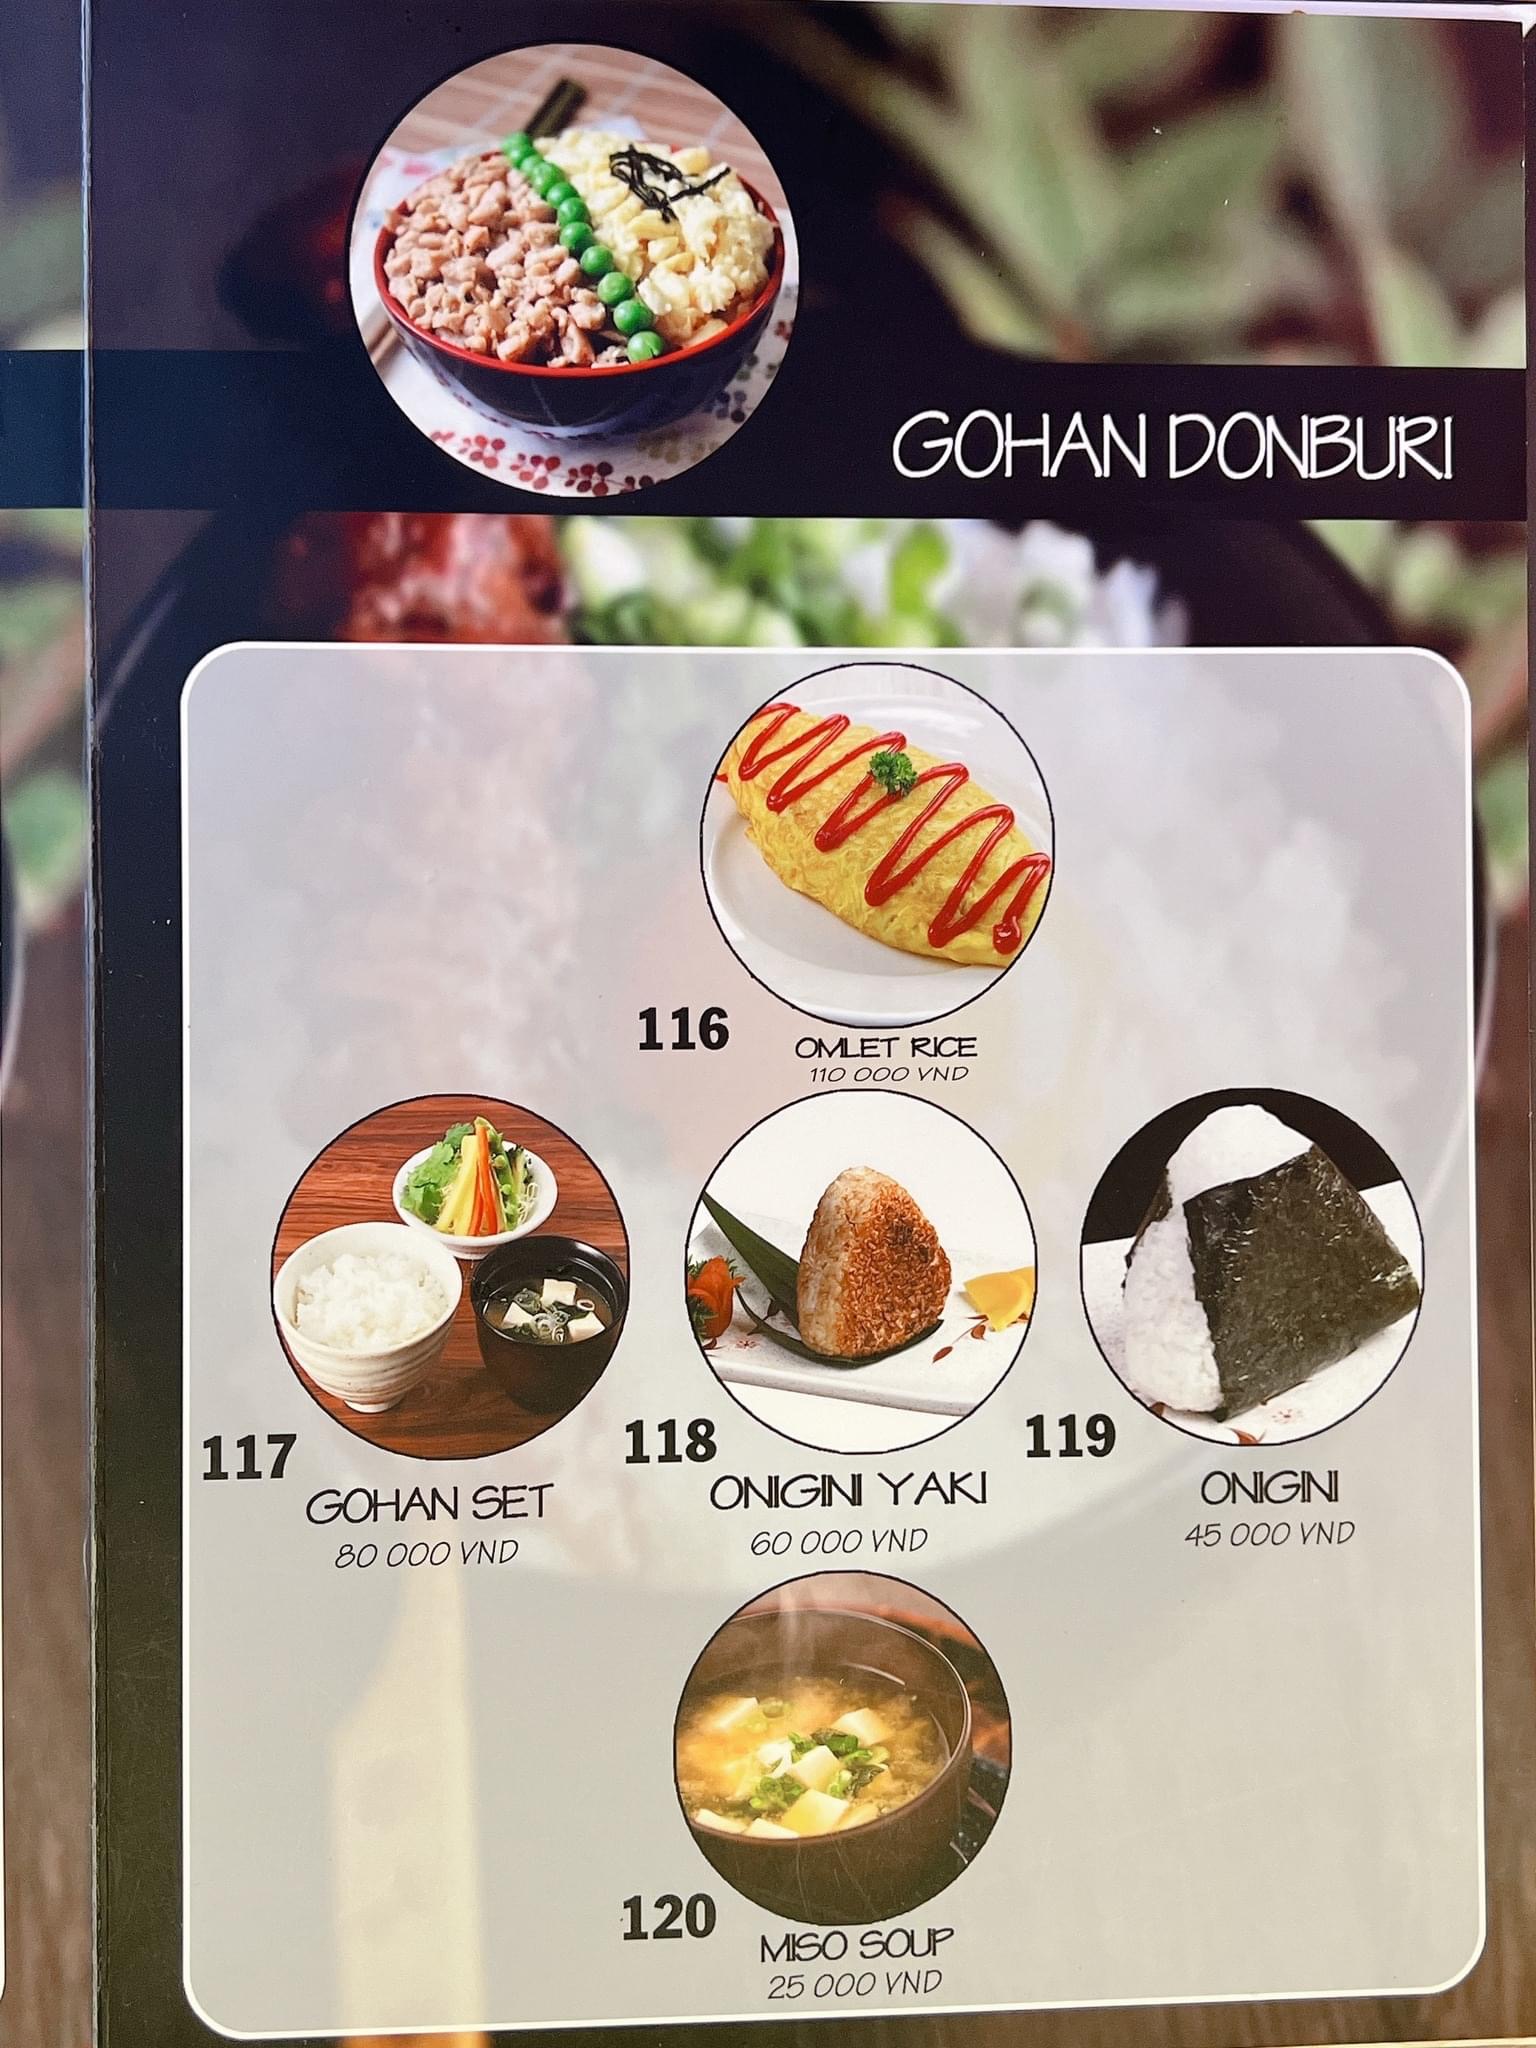 GOHAN DONBURI
116
OMLET RICE
110 000 VND
117
GOHAN SET
80 000 VND
118
ONIGINI YAKI
60 000 VND
119
ONIGINI
45 000 VND
120
MISO SOUP
25 000 VND